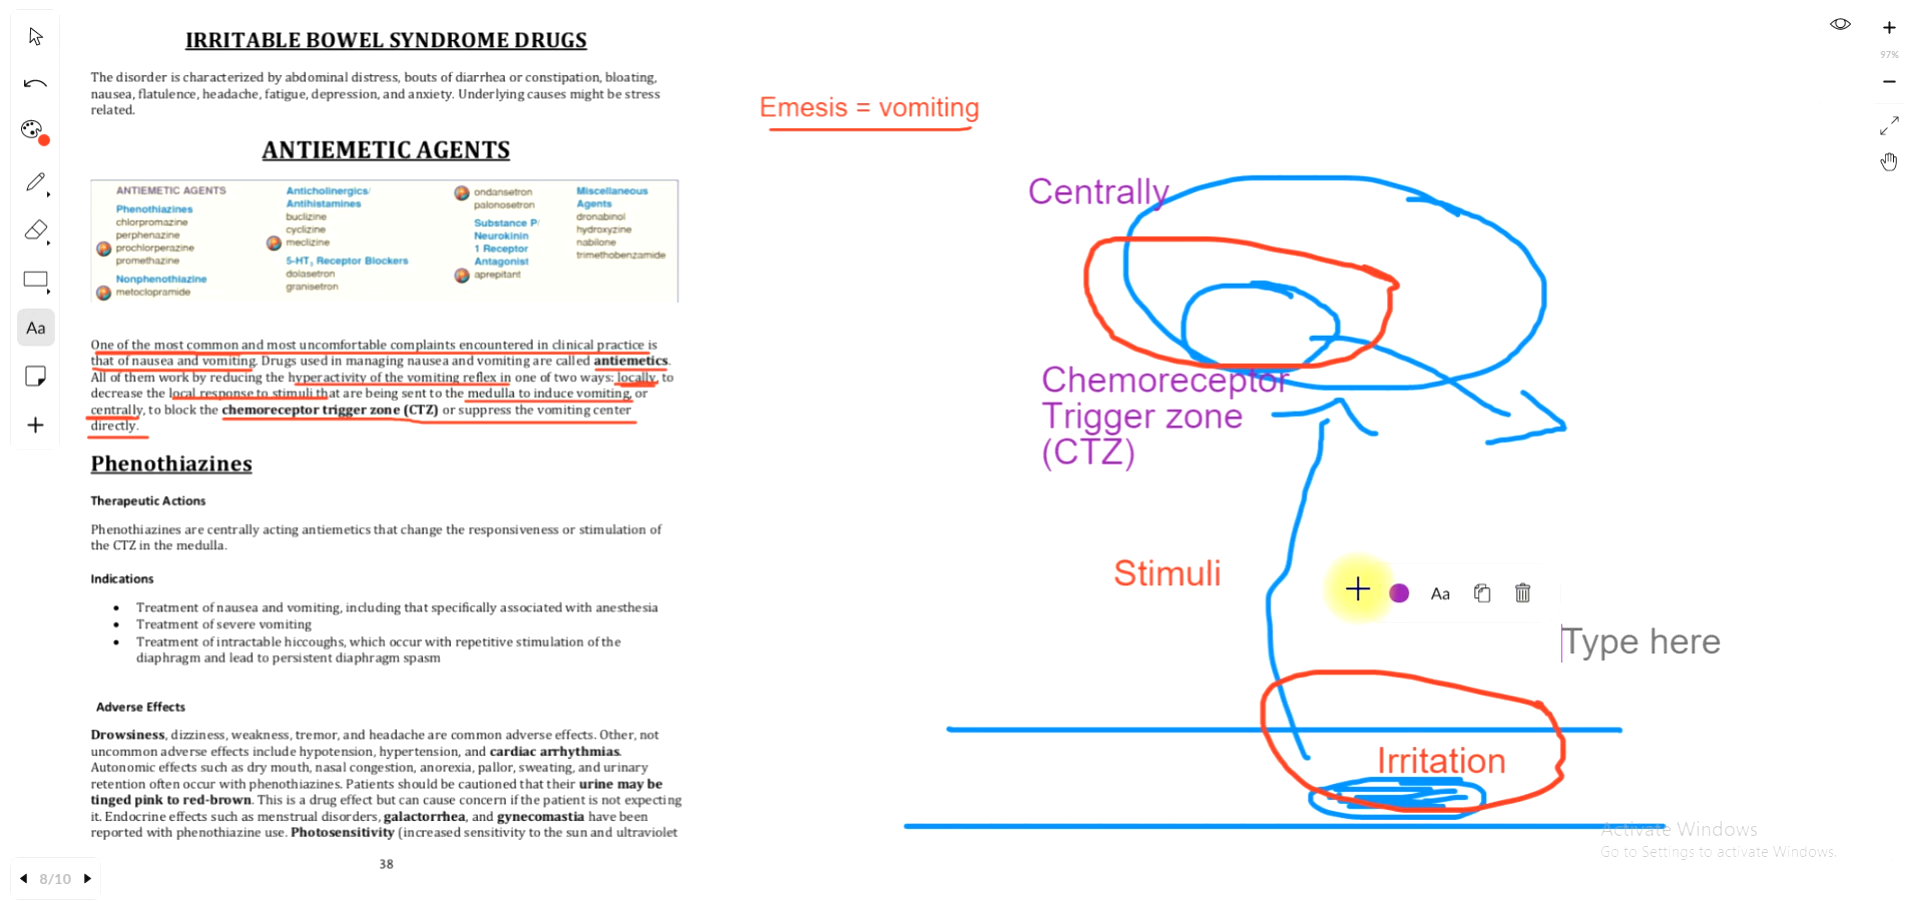 IRRITABLE BOWEL SYNDROME DRUGS
The disorder is characterized by abdominal distress, bouts of diarrhea or constipation, bloating,
nausea, flatulence, headache, fatigue, depression, and anxiety. Underlying causes might be stress
related.
ANTIEMETIC AGENTS
ANTIEMETIC AGENTS
Phenothiazines
chlorpromazine
perphenazine
prochlorperazine
promethazine
Nonphenothiazine
metoclopramide
Anticholinergics/
Antihistamines
buclizine
cyclizine
meclizine
5-HT₃ Receptor Blockers
dolasetron
granisetron
ondansetron
palonosetron
Substance P/
Neurokinin
1 Receptor
Antagonist
aprepitant
Miscellaneous
Agents
dronabinol
hydroxyzine
nabilone
trimethobenzamide
One of the most common and most uncomfortable complaints encountered in clinical practice is
that of nausea and vomiting. Drugs used in managing nausea and vomiting are called antiemetics.
All of them work by reducing the hyperactivity of the vomiting reflex in one of two ways: locally, to
decrease the local response to stimuli that are being sent to the medulla to induce vomiting, or
centrally, to block the chemoreceptor trigger zone (CTZ) or suppress the vomiting center
directly.
Phenothiazines
Therapeutic Actions
Phenothiazines are centrally acting antiemetics that change the responsiveness or stimulation of
the CTZ in the medulla.
Indications
• Treatment of nausea and vomiting, including that specifically associated with anesthesia
• Treatment of severe vomiting
• Treatment of intractable hiccoughs, which occur with repetitive stimulation of the
diaphragm and lead to persistent diaphragm spasm
Adverse Effects
Drowsiness, dizziness, weakness, tremor, and headache are common adverse effects. Other, not
uncommon adverse effects include hypotension, hypertension, and cardiac arrhythmias.
Autonomic effects such as dry mouth, nasal congestion, anorexia, pallor, sweating, and urinary
retention often occur with phenothiazines. Patients should be cautioned that their urine may be
tinged pink to red-brown. This is a drug effect but can cause concern if the patient is not expecting
it. Endocrine effects such as menstrual disorders, galactorrhea, and gynecomastia have been
reported with phenothiazine use. Photosensitivity (increased sensitivity to the sun and ultraviolet
38
Emesis = vomiting
Centrally
Chemoreceptor
Trigger zone
(CTZ)
Stimuli
Aa
Type here
Irritation
Activate Windows
Go to Settings to activate Windows.
Aa
8/10
97%